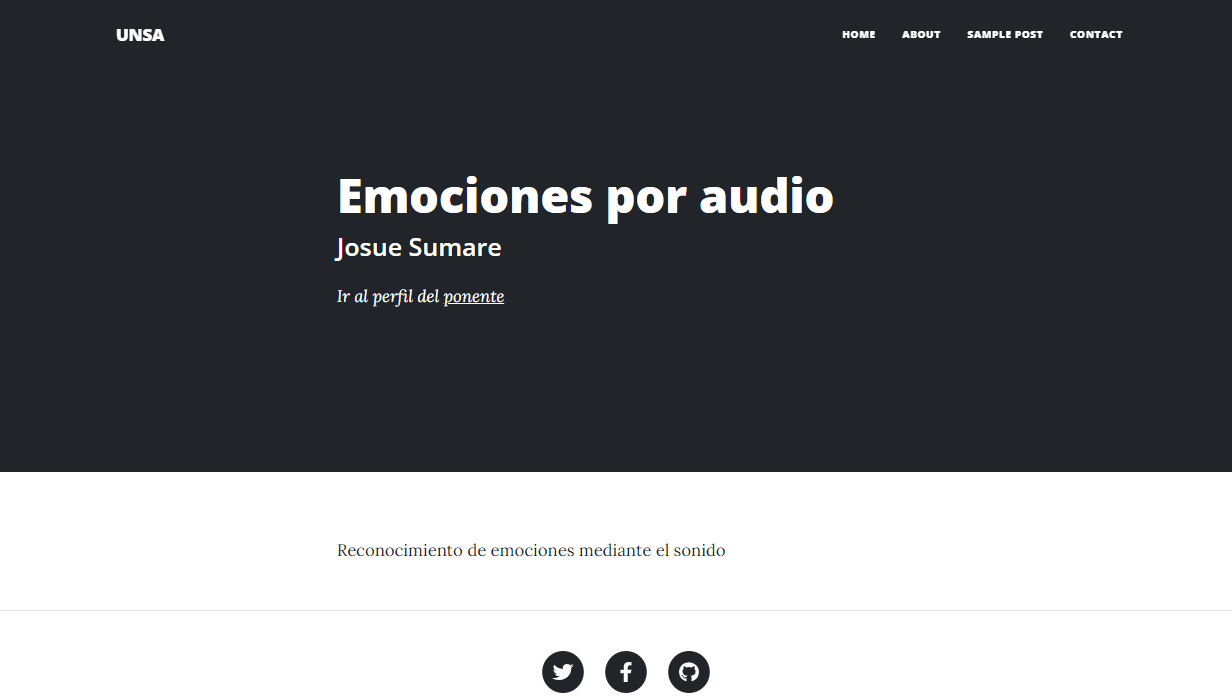 UNSA
HOME ABOUT SAMPLE POST CONTACT
Emociones por audio
Josue Sumare
Ir al perfil del ponente
Reconocimiento de emociones mediante el sonido